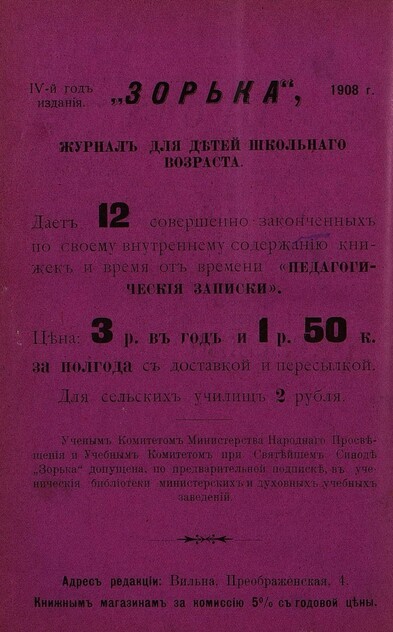 IV-й годъ
изданія.
„ЗОРЬКА“,
1908 г.
ЖУРНАЛЪ ДЛЯ ДѢТЕЙ ШКОЛЬНАГО
ВОЗРАСТА.
Даетъ 12 совершенно законченныхъ
по своему внутреннему содержанію кни-
жекъ и время отъ времени «ПЕДАГОГИ-
ЧЕСКІЯ ЗАПИСКИ».
Цѣна: 3 р. въ годъ и 1 р. 50 к.
за полгода съ доставкой и пересылкой.
Для сельскихъ училищъ 2 рубля.
Ученымъ Комитетомъ Министерства Народнаго Просвѣ-
щенія и Учебнымъ Комитетомъ при Святѣйшемъ Синодѣ
„Зорька“ допущена, по предварительной подпискѣ, въ уче-
ническія библіотеки министерскихъ и духовныхъ учебныхъ
заведеній.
Адресъ редакціи: Вильна, Преображенская, 4.
Книжнымъ магазинамъ за комиссію 5% съ годовой цѣны.